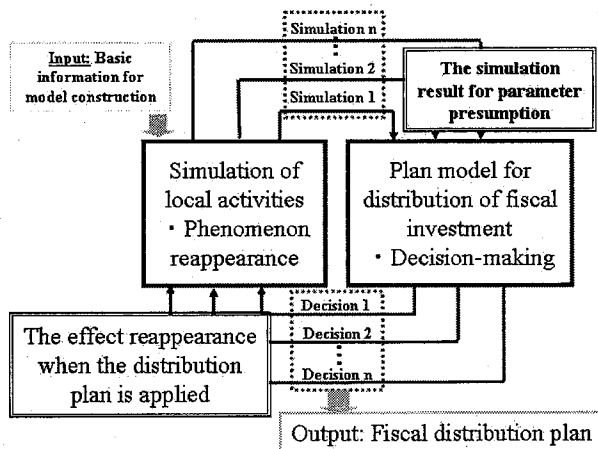 Input: Basic
information for
model construction
Simulation n
Simulation 2
Simulation 1
The simulation
result for parameter
presumption
Simulation of
local activities
・Phenomenon
reappearance
Plan model for
distribution of fiscal
investment
・Decision-making
The effect reappearance
when the distribution
plan is applied
Decision 1
Decision 2
Decision n
Output: Fiscal distribution plan